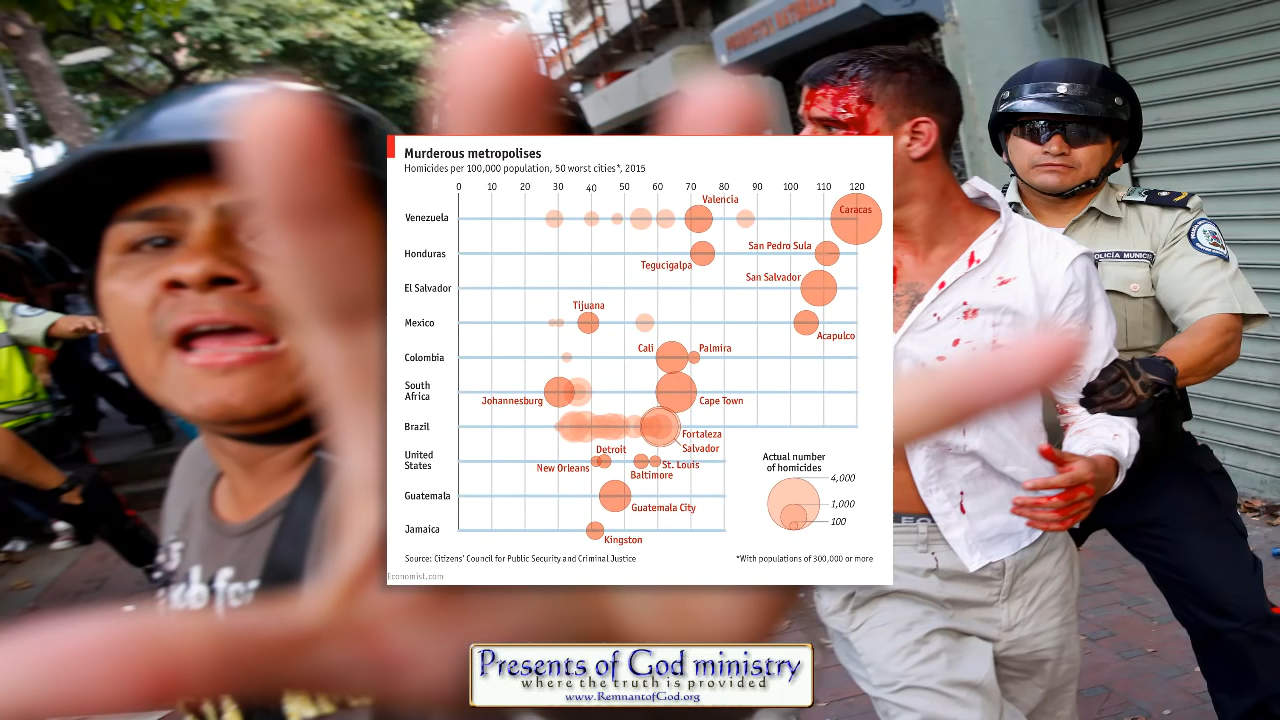 PRODUCTOS NATURALES
Murderous metropolises
Homicides per 100,000 population, 50 worst cities*, 2015
0 10 20 30 40 50 60 70 80 90 100 110 120
Valencia
Caracas
Venezuela
San Pedro Sula
Honduras
Tegucigalpa
San Salvador
El Salvador
Tijuana
Mexico
Acapulco
Cali
Palmira
Colombia
South
Africa
Johannesburg
Cape Town
Brazil
Fortaleza
Salvador
Detroit
United
States
New Orleans
St. Louis
Baltimore
Guatemala
Guatemala City
Jamaica
Kingston
Actual number
of homicides
4,000
1,000
100
Source: Citizens' Council for Public Security and Criminal Justice
*With populations of 300,000 or more
Economist.com
POLICÍA MUNICIPAL
Presents of God ministry
where the truth is provided
www.RemnantofGod.org